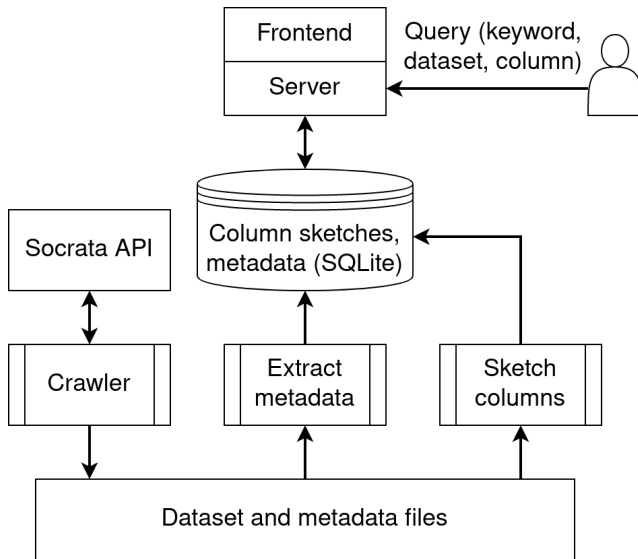 Frontend
Query (keyword,
dataset, column)
Server
Column sketches,
metadata (SQLite)
Socrata API
Crawler
Extract
metadata
Sketch
columns
Dataset and metadata files